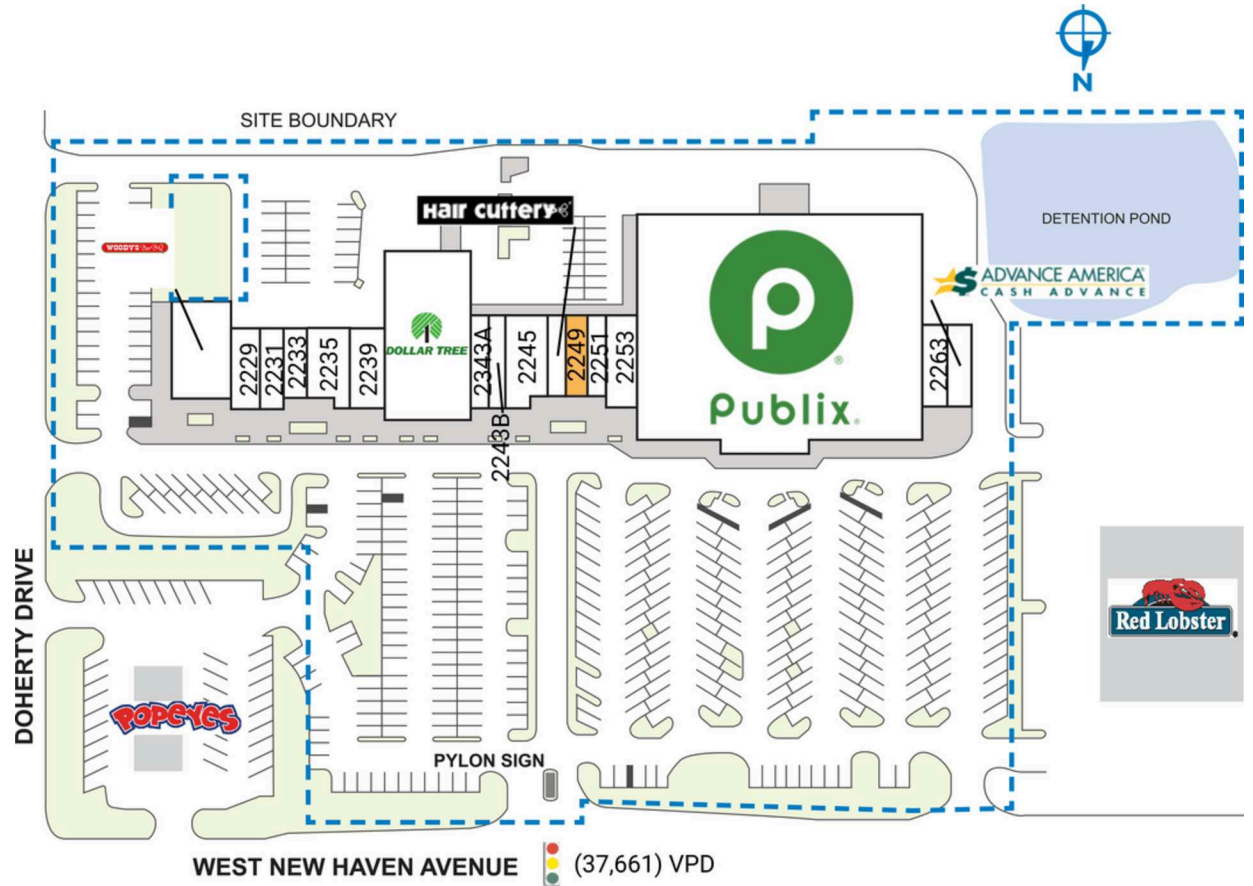 N
SITE BOUNDARY
DETENTION POND
Hair Cuttery
WOODY'S Bar-B-Q
ADVANCE AMERICA
CASH ADVANCE
DOLLAR TREE
P
Publix.
2229
2231
2233
2235
2239
2343A
2243B
2245
2249
2251
2253
2263
Red Lobster
DOHERTY DRIVE
POPEYES
PYLON SIGN
WEST NEW HAVEN AVENUE
(37,661) VPD